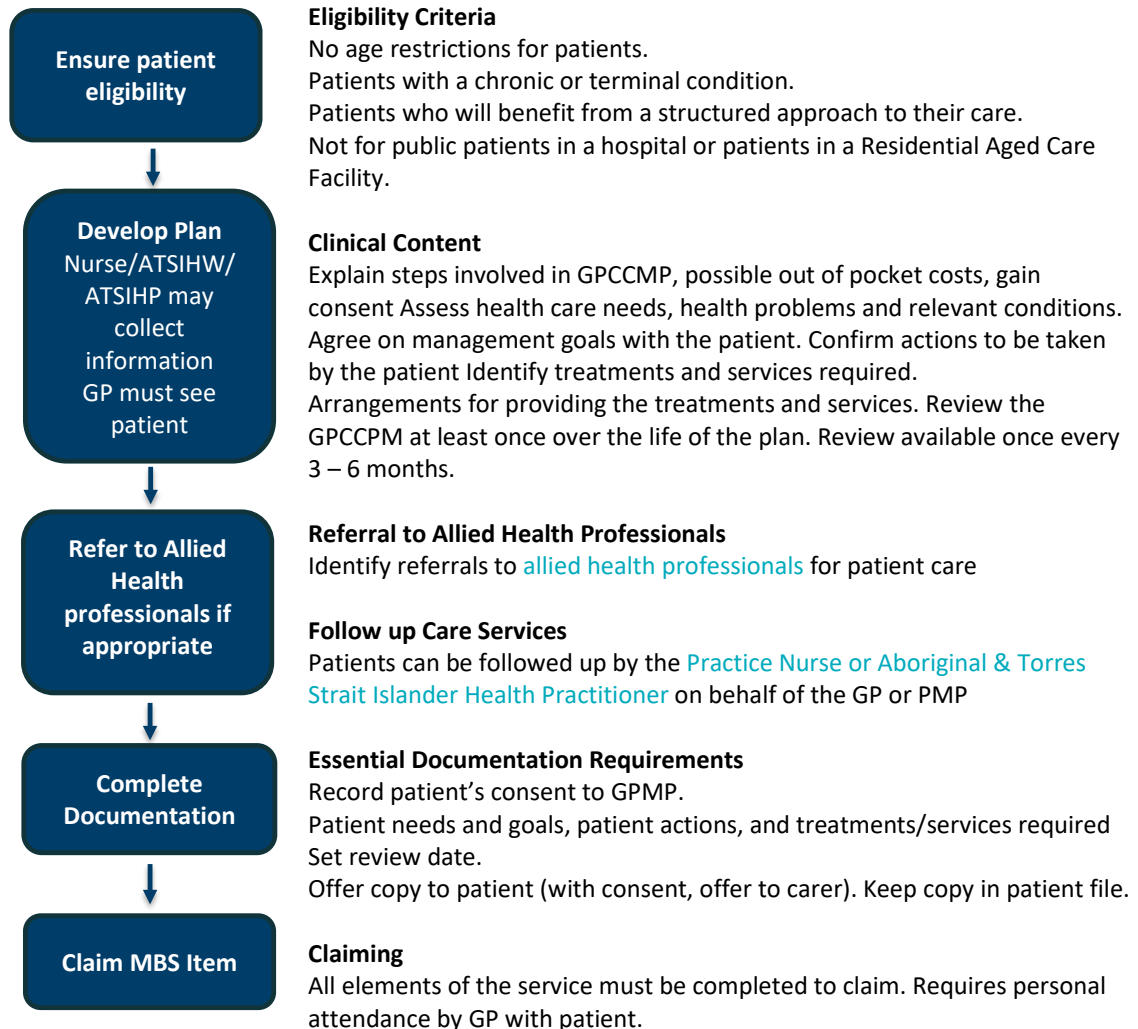 Ensure patient
eligibility
Eligibility Criteria
No age restrictions for patients.
Patients with a chronic or terminal condition.
Patients who will benefit from a structured approach to their care.
Not for public patients in a hospital or patients in a Residential Aged Care
Facility.
Develop Plan
Nurse/ATSIHW/
ATSIHP may
collect
information
GP must see
patient
Clinical Content
Explain steps involved in GPCCMP, possible out of pocket costs, gain
consent Assess health care needs, health problems and relevant conditions.
Agree on management goals with the patient. Confirm actions to be taken
by the patient Identify treatments and services required.
Arrangements for providing the treatments and services. Review the
GPCCPM at least once over the life of the plan. Review available once every
3 – 6 months.
Refer to Allied
Health
professionals if
appropriate
Referral to Allied Health Professionals
Identify referrals to allied health professionals for patient care
Follow up Care Services
Patients can be followed up by the Practice Nurse or Aboriginal & Torres
Strait Islander Health Practitioner on behalf of the GP or PMP
Complete
Documentation
Essential Documentation Requirements
Record patient’s consent to GPMP.
Patient needs and goals, patient actions, and treatments/services required
Set review date.
Offer copy to patient (with consent, offer to carer). Keep copy in patient file.
Claim MBS Item
Claiming
All elements of the service must be completed to claim. Requires personal
attendance by GP with patient.